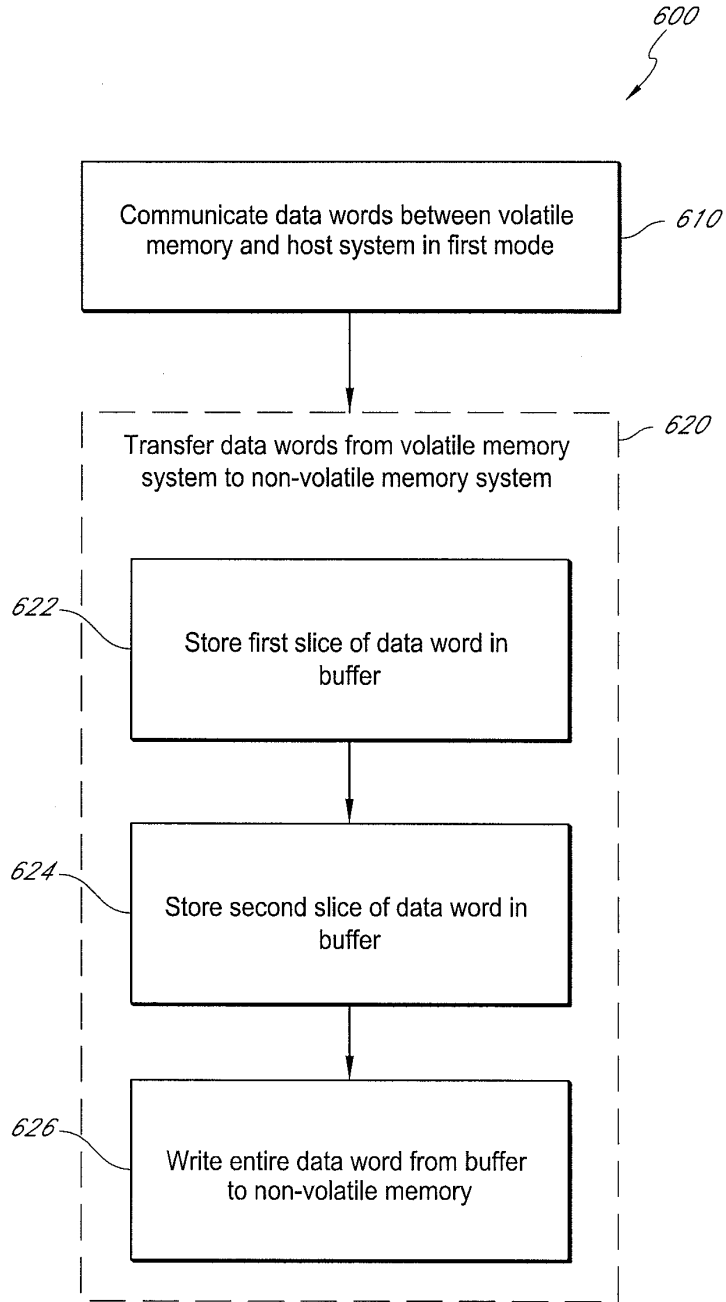 600
Communicate data words between volatile
memory and host system in first mode
610
Transfer data words from volatile memory
system to non-volatile memory system
620
622
Store first slice of data word in
buffer
624
Store second slice of data word in
buffer
626
Write entire data word from buffer
to non-volatile memory